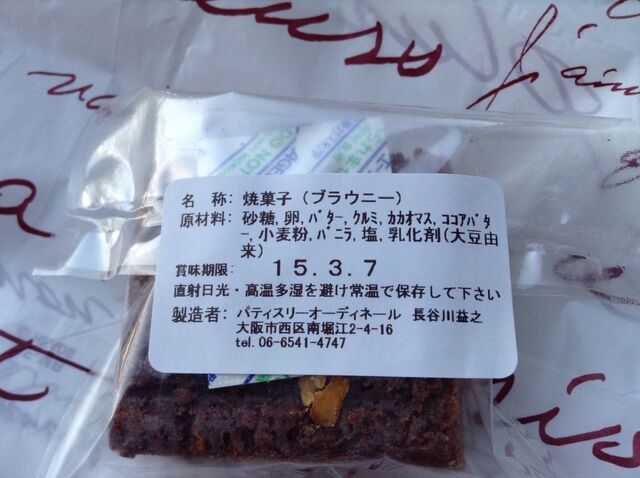 名 称: 焼菓子（ブラウニー）
原材料: 砂糖, 卵, ﾊﾞﾀｰ, ｸﾙﾐ, ｶｶｵﾏｽ, ｺｺｱﾊﾞﾀ
ｰ, 小麦粉, ﾊﾞﾆﾗ, 塩, 乳化剤(大豆由
来)
賞味期限: 15.3.7
直射日光・高温多湿を避け常温で保存して下さい
製造者: パティスリーオーディネール 長谷川益之
大阪市西区南堀江2-4-16
tel. 06-6541-4747